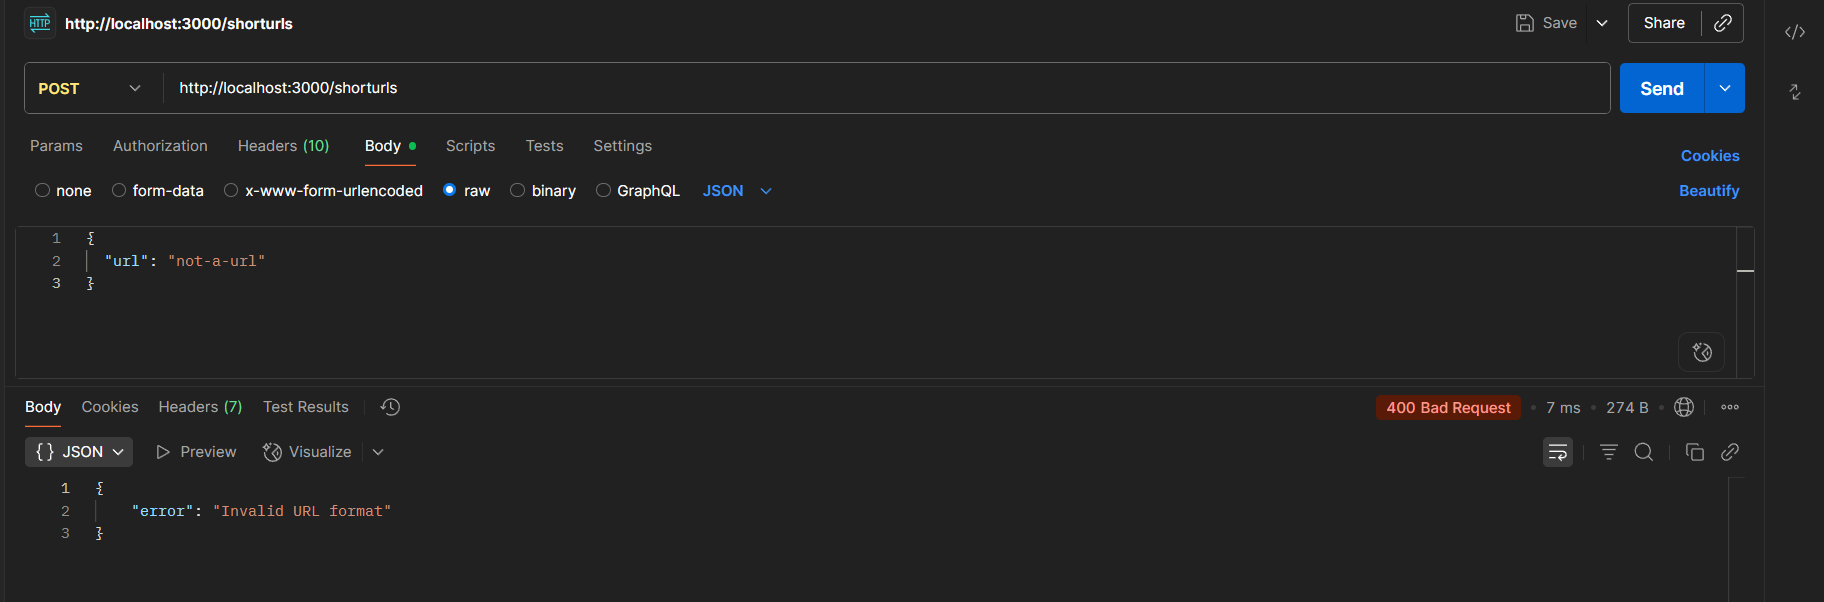 HTTP http://localhost:3000/shorturls Save Share
POST http://localhost:3000/shorturls Send
Params Authorization Headers (10) Body Scripts Tests Settings Cookies
none form-data x-www-form-urlencoded raw binary GraphQL JSON Beautify
1 {
2 "url": "not-a-url"
3 }
Body Cookies Headers (7) Test Results 400 Bad Request • 7 ms • 274 B •
{} JSON Preview Visualize
1 {
2 "error": "Invalid URL format"
3 }